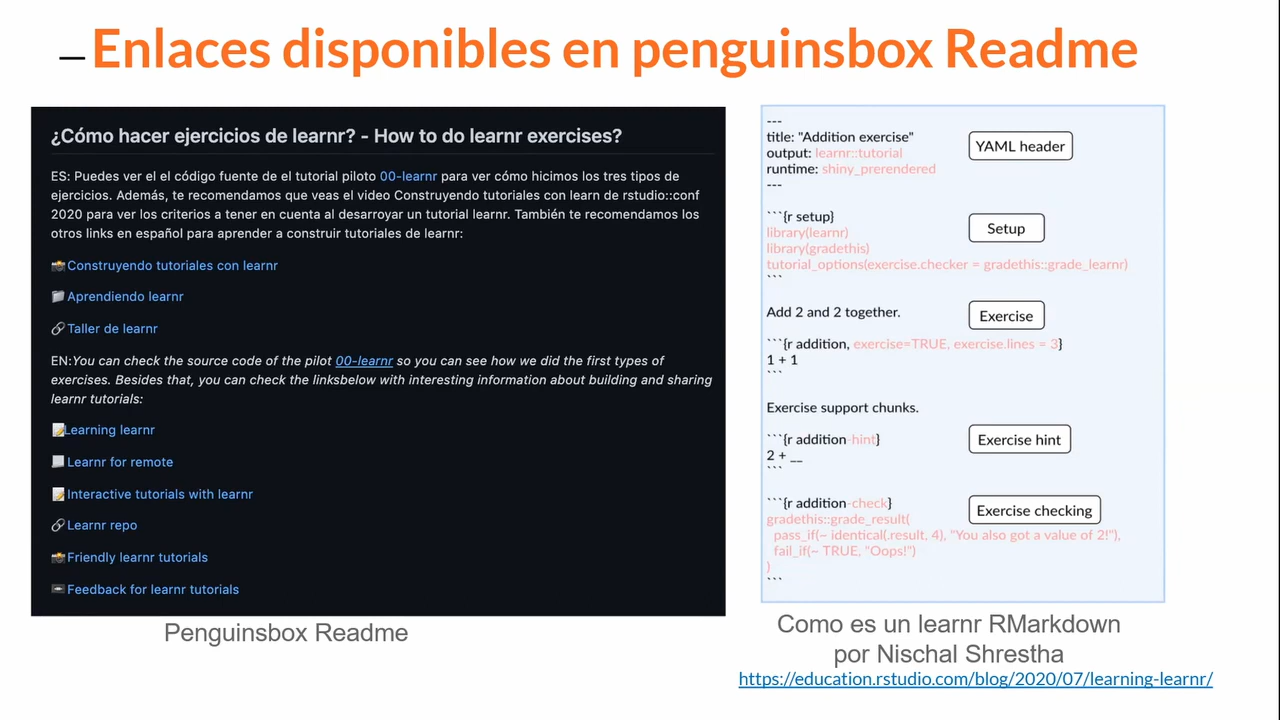 Enlaces disponibles en penguinsbox Readme
¿Cómo hacer ejercicios de learnr? - How to do learnr exercises?
ES: Puedes ver el el código fuente de el tutorial piloto 00-learnr para ver cómo hicimos los tres tipos de
ejercicios. Además, te recomendamos que veas el video Construyendo tutoriales con learn de rstudio::conf
2020 para ver los criterios a tener en cuenta al desarroyar un tutorial learnr. También te recomendamos los
otros links en español para aprender a construir tutoriales de learnr:
Construyendo tutoriales con learnr
Aprendiendo learnr
Taller de learnr
EN:You can check the source code of the pilot 00-learnr so you can see how we did the first types of
exercises. Besides that, you can check the linksbelow with interesting information about building and sharing
learnr tutorials:
Learning learnr
Learnr for remote
Interactive tutorials with learnr
Learnr repo
Friendly learnr tutorials
Feedback for learnr tutorials
Penguinsbox Readme
---
title: "Addition exercise"
output: learnr::tutorial
runtime: shiny_prerendered
---
YAML header
```{r setup}
library(learnr)
library(gradethis)
tutorial_options(exercise.checker = gradethis::grade_learnr)
```
Setup
Add 2 and 2 together.
Exercise
```{r addition, exercise=TRUE, exercise.lines = 3}
1 + 1
```
Exercise support chunks.
```{r addition-hint}
2 + __
```
Exercise hint
```{r addition-check}
gradethis::grade_result(
pass_if(~ identical(.result, 4), "You also got a value of 2!"),
fail_if(~ TRUE, "Oops!")
)
```
Exercise checking
Como es un learnr RMarkdown
por Nischal Shrestha
https://education.rstudio.com/blog/2020/07/learning-learnr/